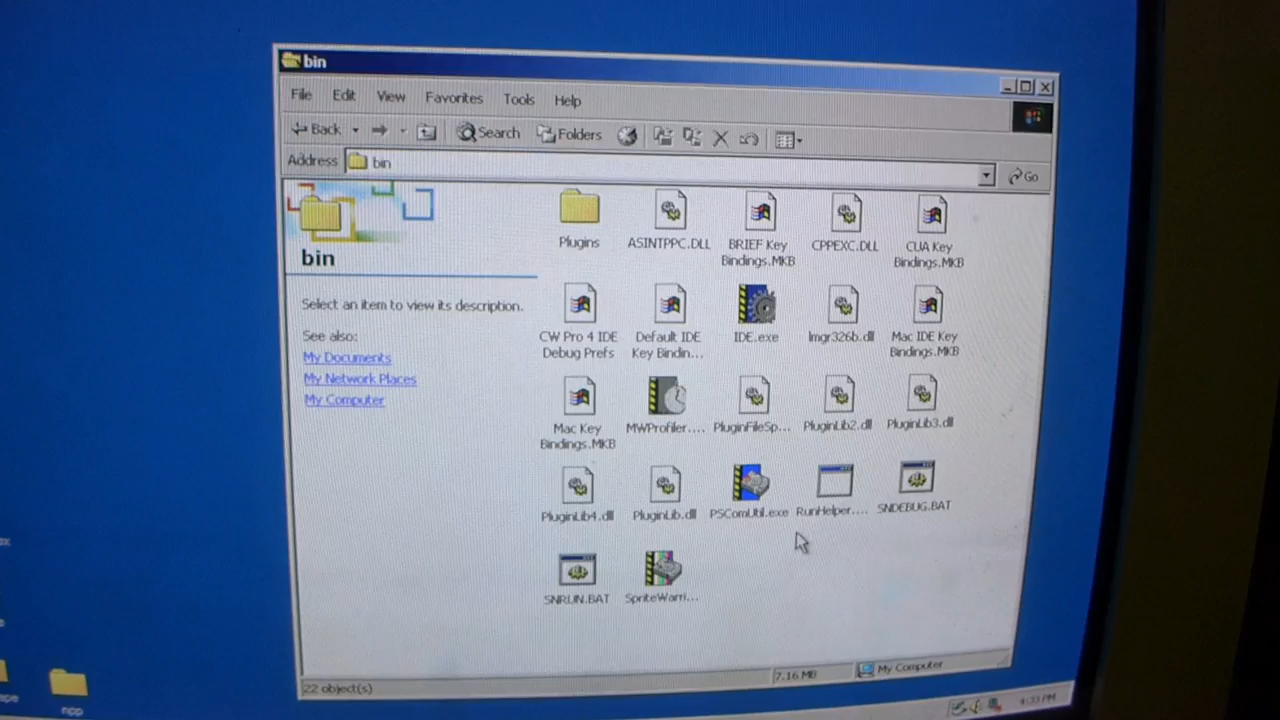 bin
File Edit View Favorites Tools Help
Back Search Folders
Address bin Go
bin
Select an item to view its description.
See also:
My Documents
My Network Places
My Computer
Plugins
ASINTPPC.DLL
BRIEF Key
Bindings.MKB
CPPEXC.DLL
CUA Key
Bindings.MKB
CW Pro 4 IDE
Debug Prefs
Default IDE
Key Bindin...
IDE.exe
lmgr326b.dll
Mac IDE Key
Bindings.MKB
Mac Key
Bindings.MKB
MWProfiler....
PluginFileSp...
PluginLib2.dll
PluginLib3.dll
PluginLib4.dll
PluginLib.dll
PSComUtil.exe
RunHelper....
SNDEBUG.BAT
SNRUN.BAT
SpriteWarri...
22 object(s)
7.16 MB
My Computer
npp
4:33 PM